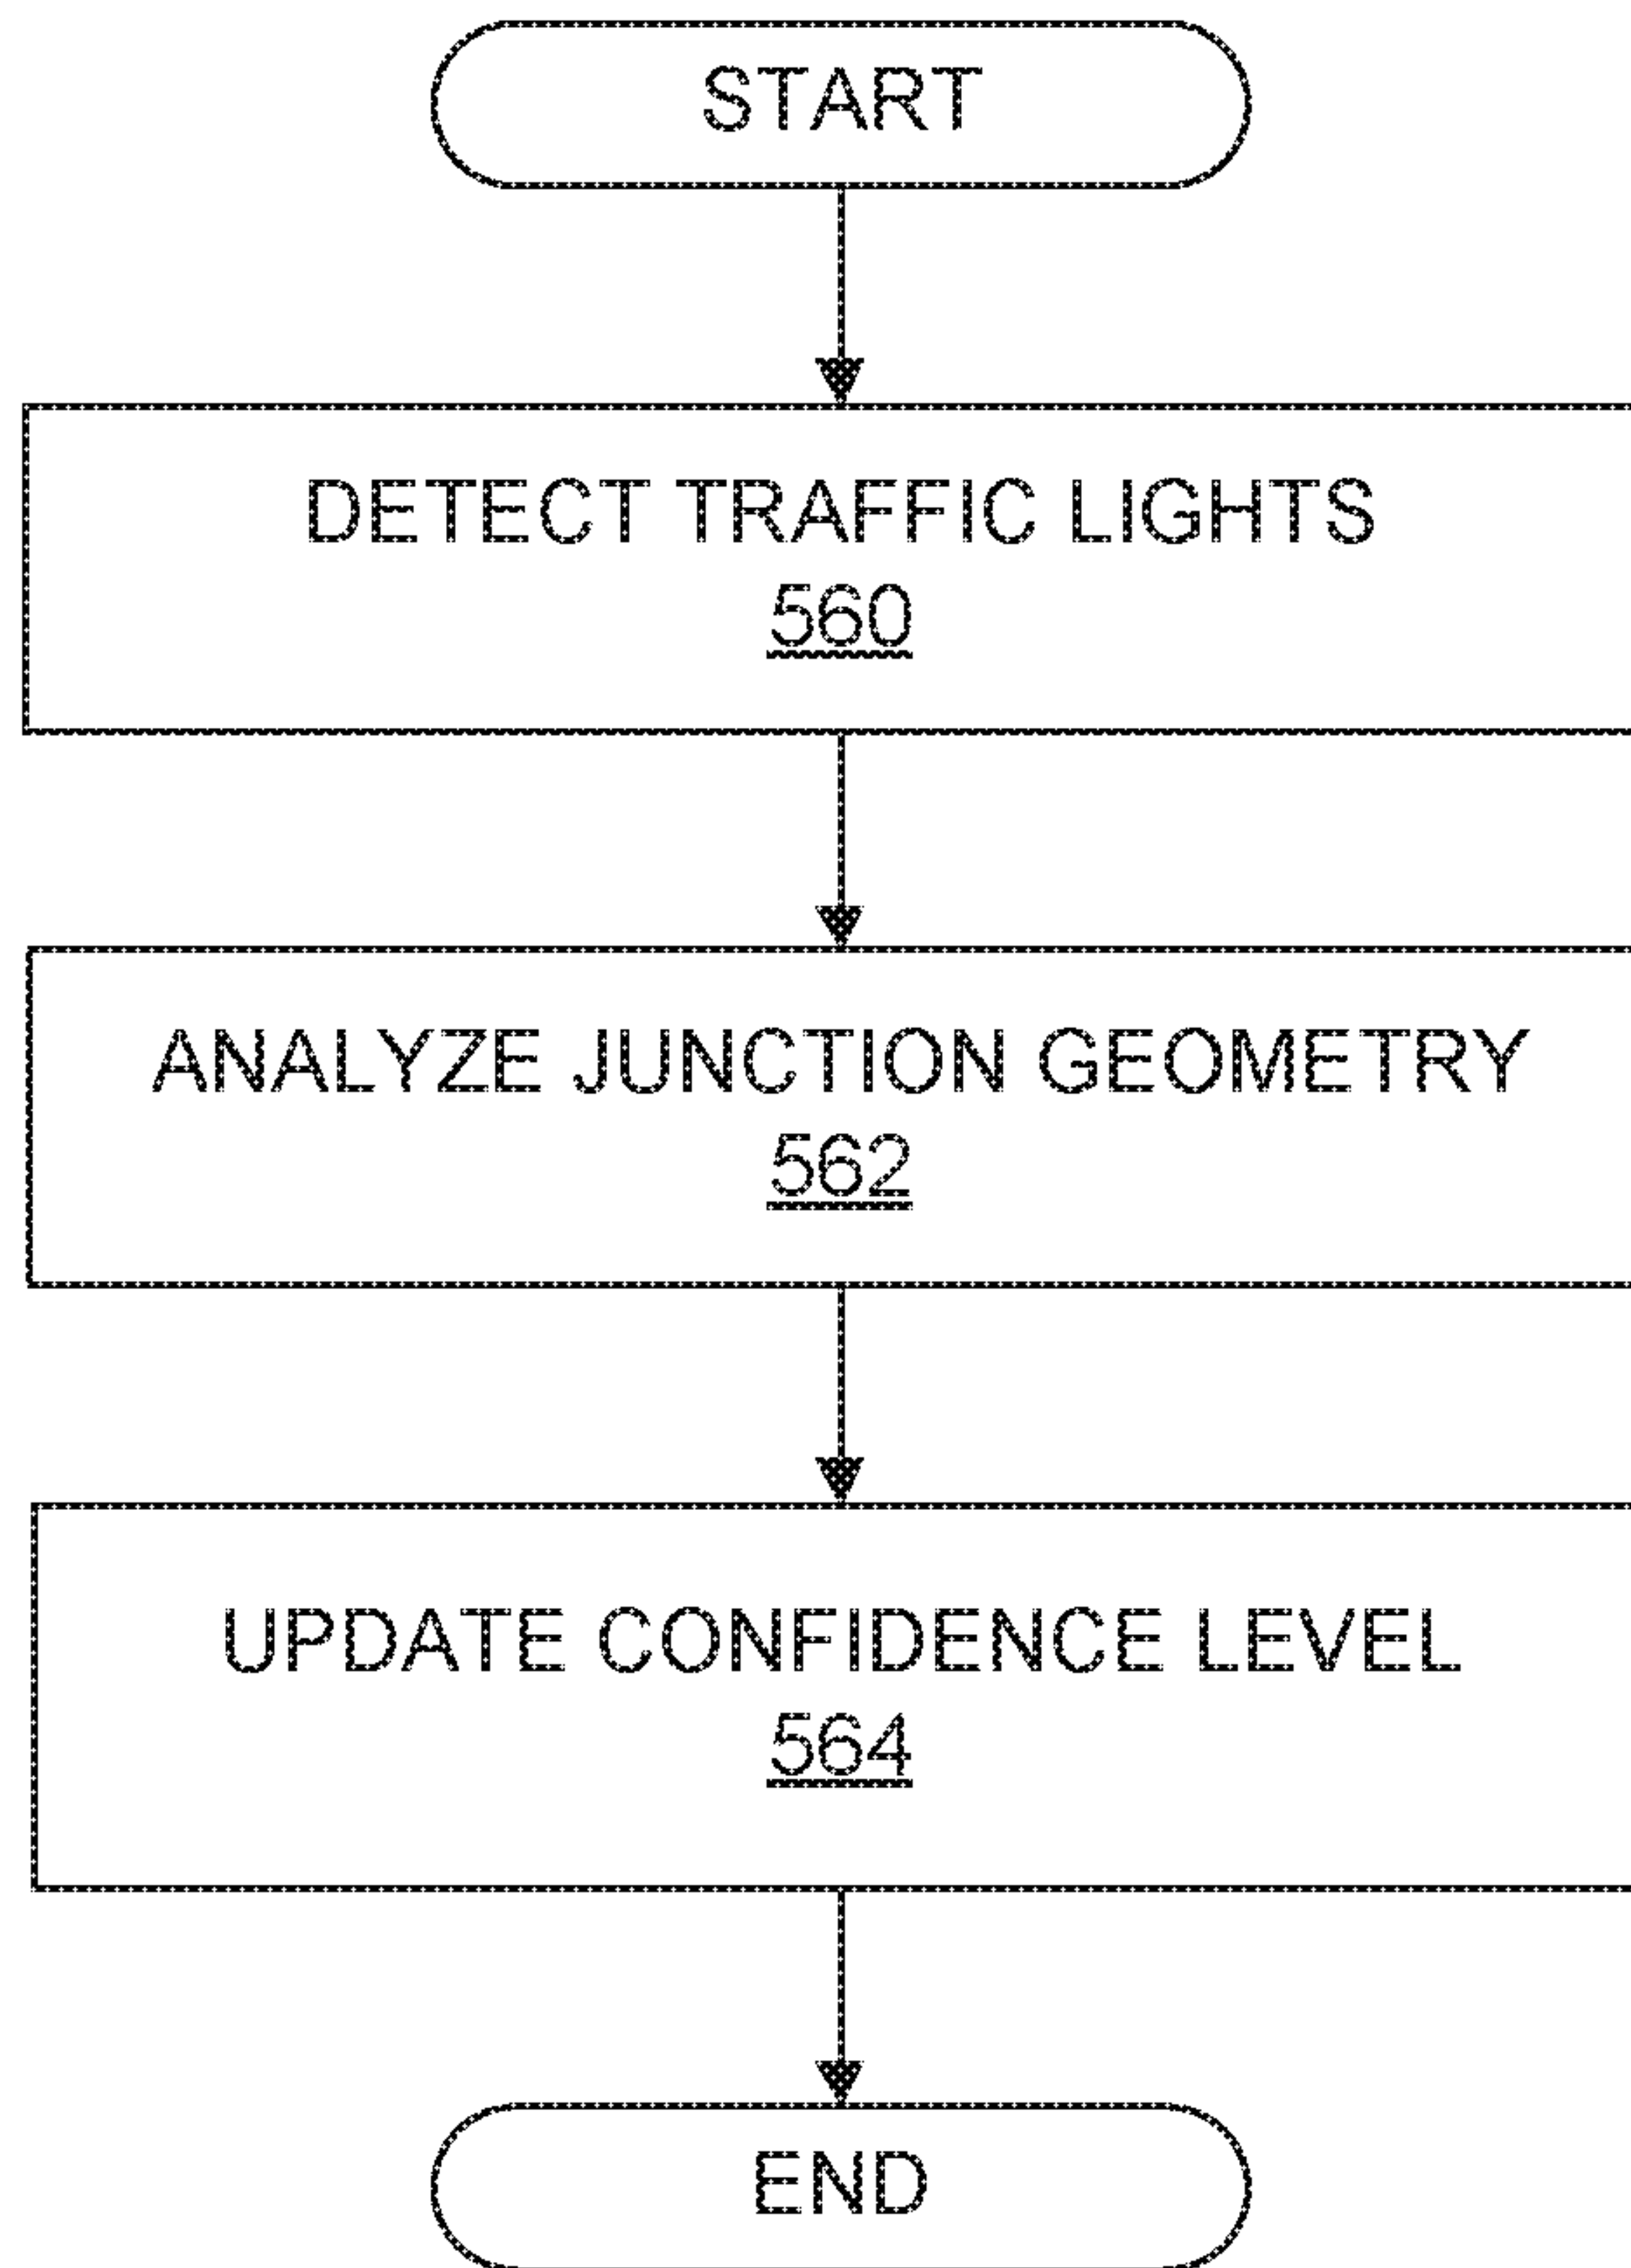 START
DETECT TRAFFIC LIGHTS
560
ANALYZE JUNCTION GEOMETRY
562
UPDATE CONFIDENCE LEVEL
564
END